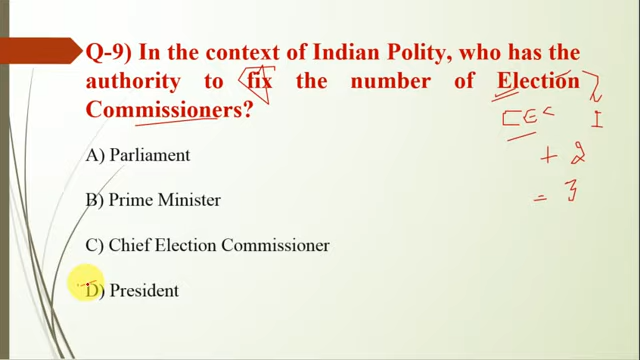 Q-9) In the context of Indian Polity, who has the
authority to fix the number of Election
Commissioners?
CEC 1
+ 2
= 3
A) Parliament
B) Prime Minister
C) Chief Election Commissioner
D) President